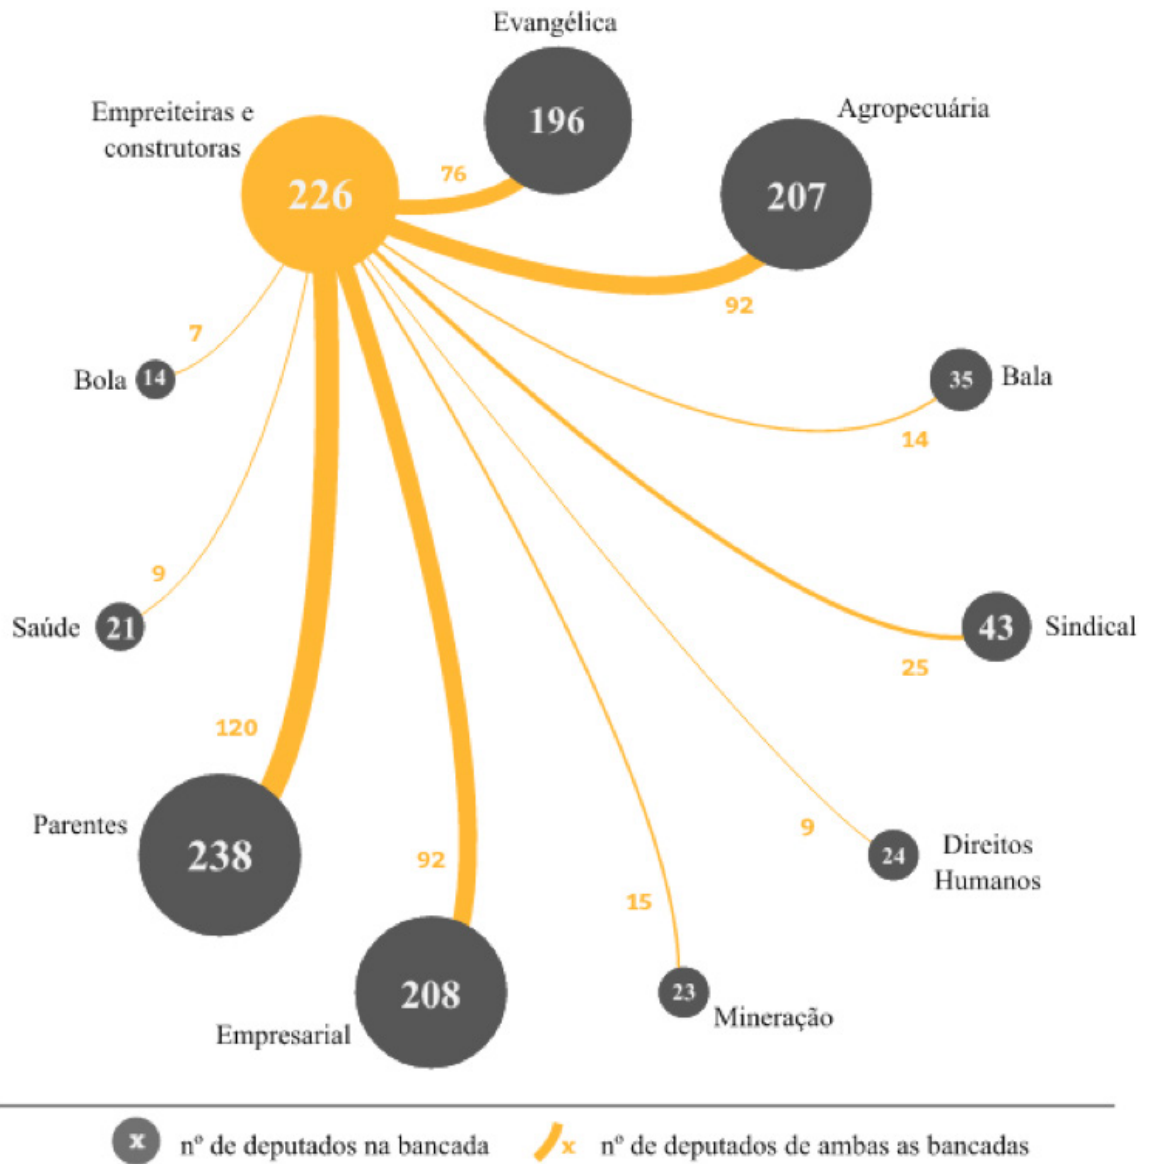 Evangélica
196
Empreiteiras e
construtoras
226
76
Agropecuária
207
92
7
Bola 14
35 Bala
14
9
Saúde 21
43 Sindical
25
120
Parentes
238
92
9
24
Direitos
Humanos
15
208
Empresarial
23
Mineração
x nº de deputados na bancada
x nº de deputados de ambas as bancadas